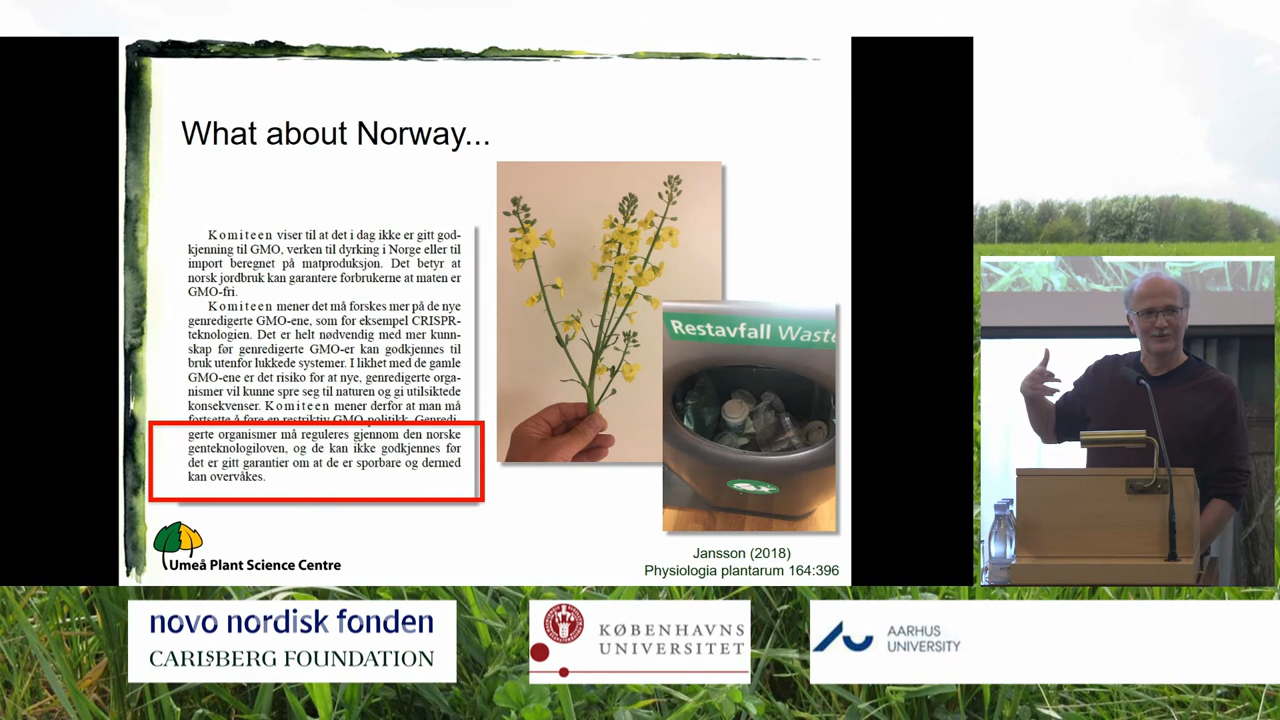 What about Norway...
Komiteen viser til at det i dag ikke er gitt god-
kjenning til GMO, verken til dyrking i Norge eller til
import beregnet på matproduksjon. Det betyr at
norsk jordbruk kan garantere forbrukerne at maten er
GMO-fri.
Komiteen mener det må forskes mer på de nye
genredigerte GMO-ene, som for eksempel CRISPR-
teknologien. Det er helt nødvendig med mer kunn-
skap før genredigerte GMO-er kan godkjennes til
bruk utenfor lukkede systemer. I likhet med de gamle
GMO-ene er det risiko for at nye, genredigerte orga-
nismer vil kunne spre seg til naturen og gi utilsiktede
konsekvenser. Komiteen mener derfor at man må
fortsette å føre en restriktiv GMO-politikk. Genredi-
gerte organismer må reguleres gjennom den norske
genteknologiloven, og de kan ikke godkjennes før
det er gitt garantier om at de er sporbare og dermed
kan overvåkes.
Restavfall Waste
Jansson (2018)
Physiologia plantarum 164:396
Umeå Plant Science Centre
novo nordisk fonden
CARLSBERG FOUNDATION
KØBENHAVNS
UNIVERSITET
AARHUS
UNIVERSITY